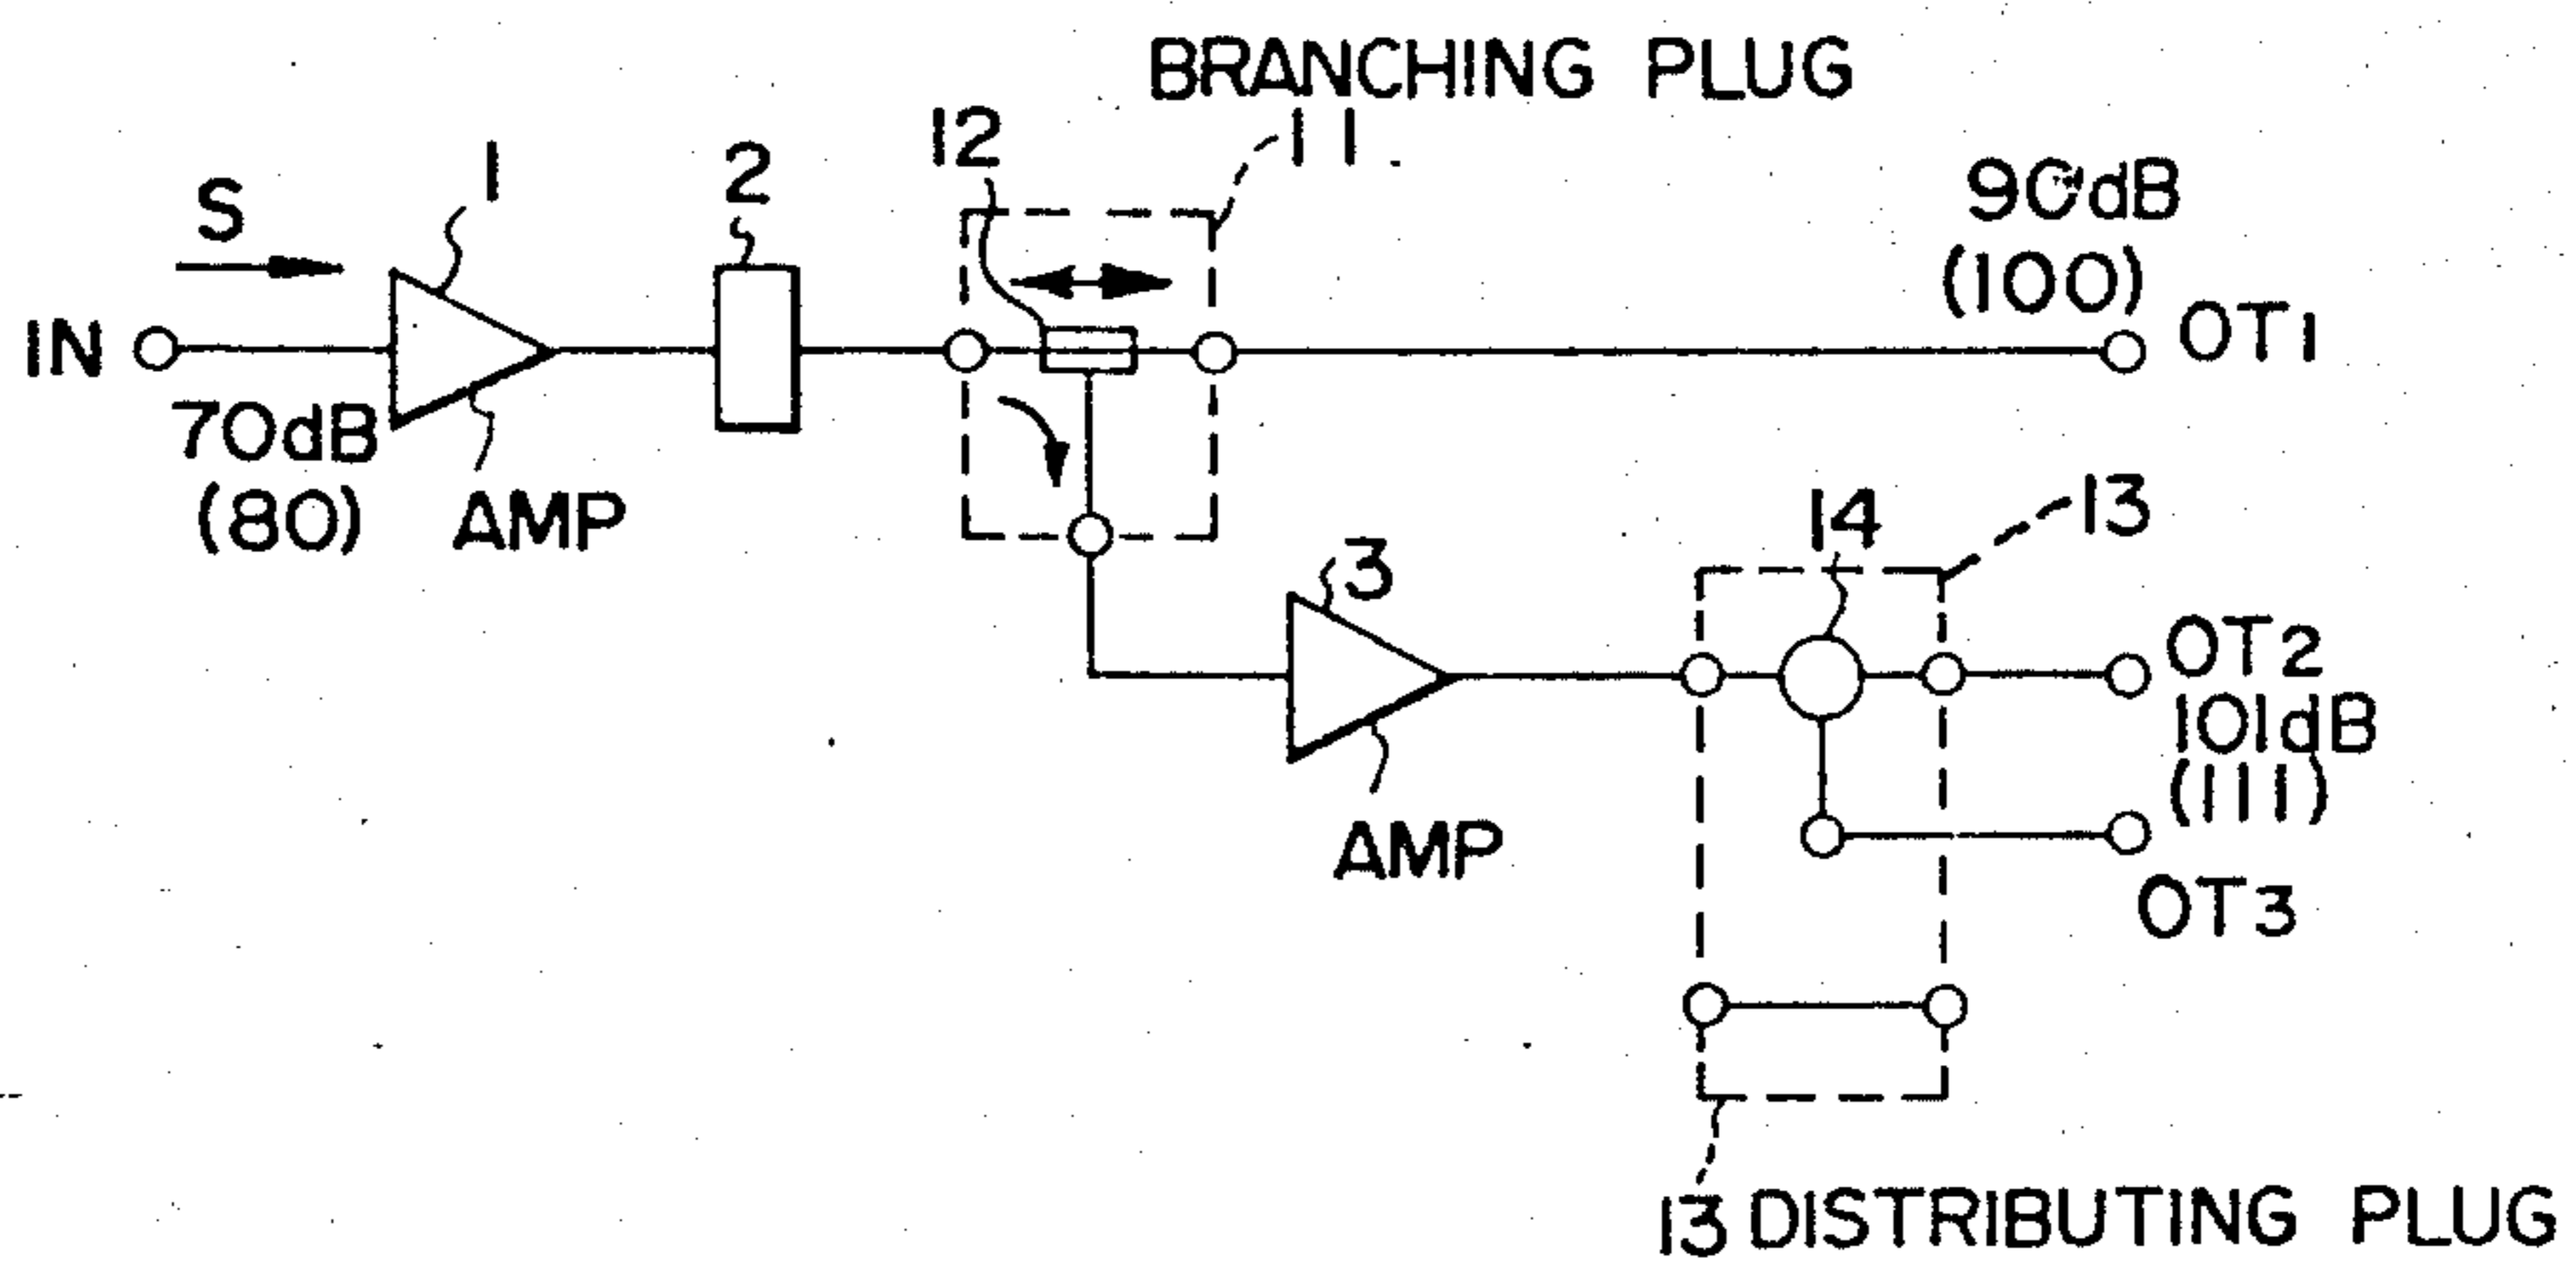 BRANCHING PLUG
12
11
1
2
S
90dB
(100)
IN
OT1
70dB
(80)
AMP
14
13
3
OT2
101dB
(111)
AMP
OT3
13 DISTRIBUTING PLUG